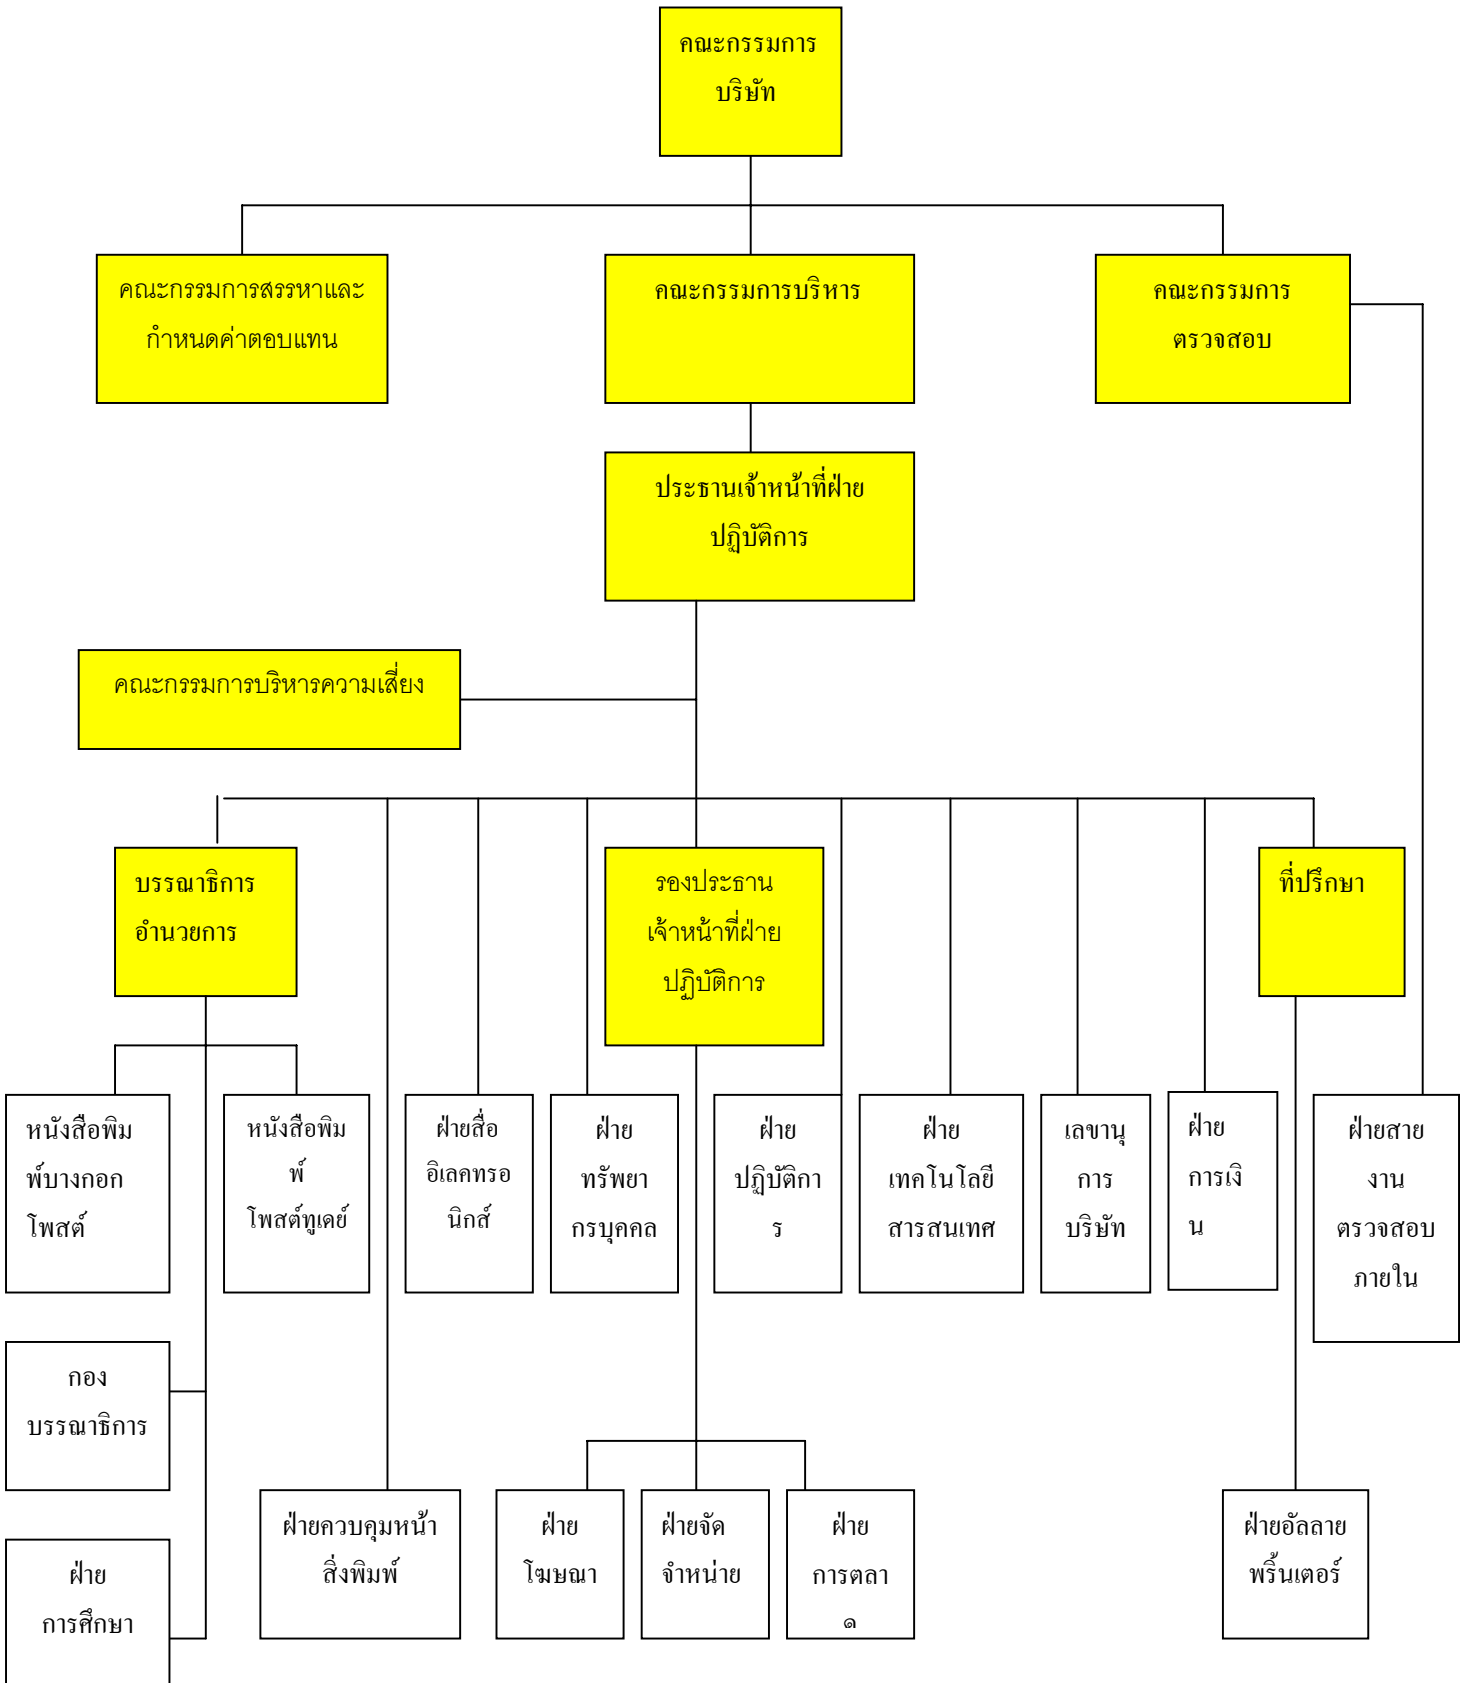 คณะกรรมการ
บริษัท
คณะกรรมการสรรหาและ
กำหนดค่าตอบแทน
คณะกรรมการบริหาร
คณะกรรมการ
ตรวจสอบ
ประธานเจ้าหน้าที่ฝ่าย
ปฏิบัติการ
คณะกรรมการบริหารความเสี่ยง
บรรณาธิการ
อำนวยการ
รองประธาน
เจ้าหน้าที่ฝ่าย
ปฏิบัติการ
ที่ปรึกษา
หนังสือพิม
พ์บางกอก
โพสต์
หนังสือพิม
พ์
โพสต์ทูเดย์
ฝ่ายสื่อ
อิเลคทรอ
นิกส์
ฝ่าย
ทรัพยา
กรบุคคล
ฝ่าย
ปฏิบัติกา
ร
ฝ่าย
เทคโนโลยี
สารสนเทศ
เลขานุ
การ
บริษัท
ฝ่าย
การเงิ
น
ฝ่ายสาย
งาน
ตรวจสอบ
ภายใน
กอง
บรรณาธิการ
ฝ่าย
การศึกษา
ฝ่ายควบคุมหน้า
สิ่งพิมพ์
ฝ่าย
โฆษณา
ฝ่ายจัด
จำหน่าย
ฝ่าย
การตลา
ด
ฝ่ายอัลลาย
พริ้นเตอร์